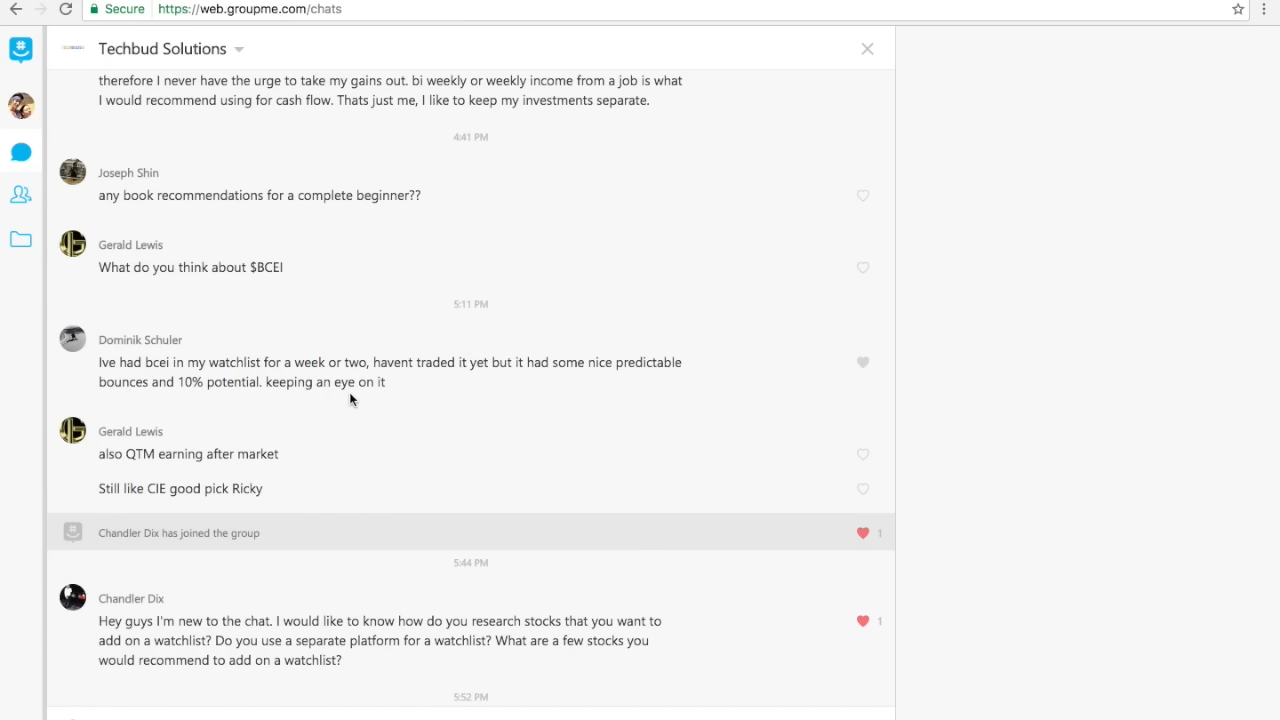 Secure https://web.groupme.com/chats
Techbud Solutions
therefore I never have the urge to take my gains out. bi weekly or weekly income from a job is what
I would recommend using for cash flow. Thats just me, I like to keep my investments separate.
4:41 PM
Joseph Shin
any book recommendations for a complete beginner??
Gerald Lewis
What do you think about $BCEI
5:11 PM
Dominik Schuler
Ive had bcei in my watchlist for a week or two, havent traded it yet but it had some nice predictable
bounces and 10% potential. keeping an eye on it
Gerald Lewis
also QTM earning after market
Still like CIE good pick Ricky
Chandler Dix has joined the group
1
5:44 PM
Chandler Dix
Hey guys I'm new to the chat. I would like to know how do you research stocks that you want to
1
add on a watchlist? Do you use a separate platform for a watchlist? What are a few stocks you
would recommend to add on a watchlist?
5:52 PM